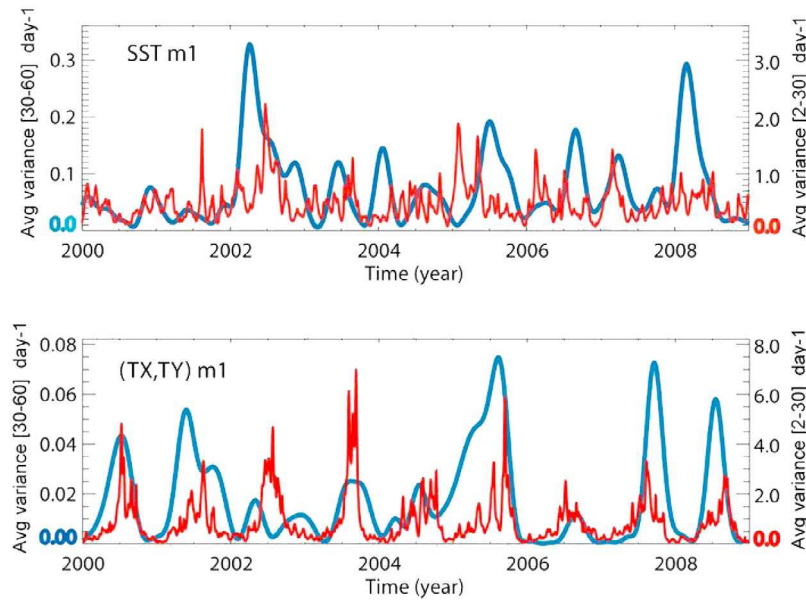 Avg variance [30-60] day-1
SST m1
Avg variance [2-30] day-1
0.3
0.2
0.1
0.0
3.0
2.0
1.0
0.0
2000 2002 2004 2006 2008
Time (year)
Avg variance [30-60] day-1
(TX,TY) m1
Avg variance [2-30] day-1
0.08
0.06
0.04
0.02
0.00
8.0
6.0
4.0
2.0
0.0
2000 2002 2004 2006 2008
Time (year)